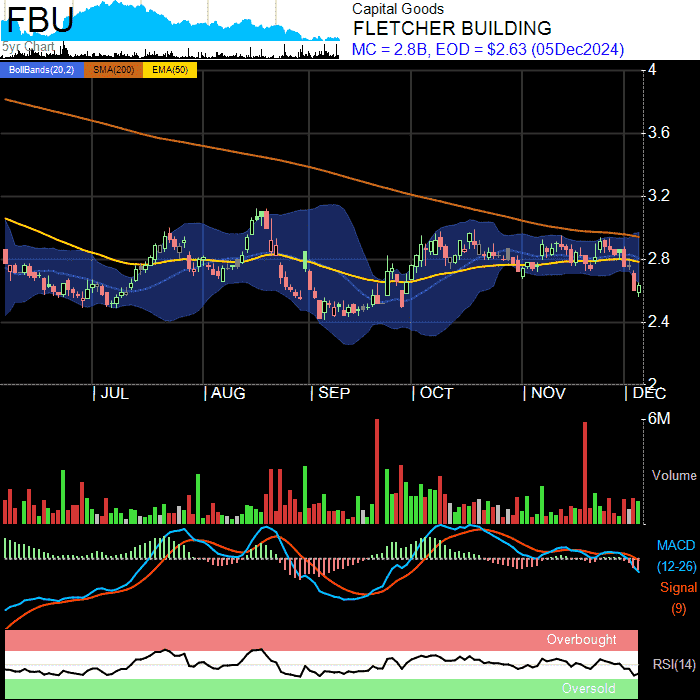 FBU
5yr Chart
Capital Goods
FLETCHER BUILDING
MC = 2.8B, EOD = $2.63 (05Dec2024)
BollBands(20,2) SMA(200) EMA(50)
4
3.6
3.2
2.8
2.4
2
JUL AUG SEP OCT NOV DEC
6M
Volume
MACD
(12-26)
Signal
(9)
Overbought
RSI(14)
Oversold